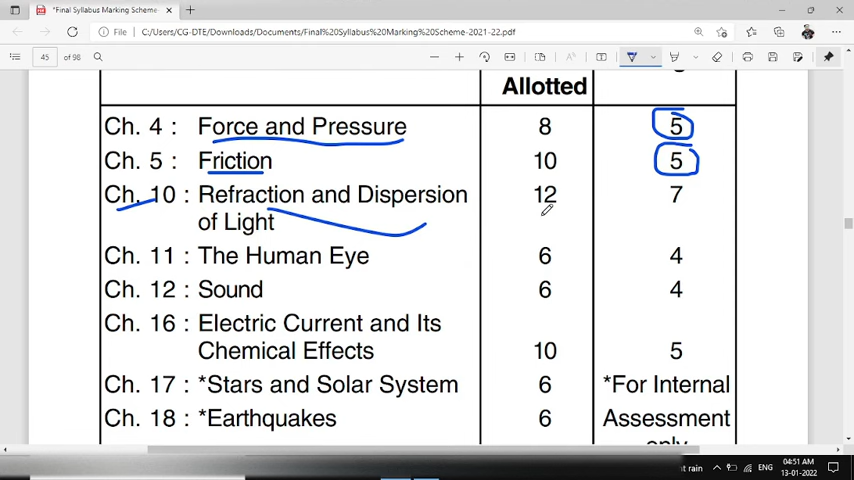 *Final Syllabus Marking Scheme-
File C:/Users/CG-DTE/Downloads/Documents/Final%20Syllabus%20Marking%20Scheme-2021-22.pdf
45 of 98
Allotted
Ch. 4 : Force and Pressure 8 5
Ch. 5 : Friction 10 5
Ch. 10 : Refraction and Dispersion 12 7
of Light
Ch. 11 : The Human Eye 6 4
Ch. 12 : Sound 6 4
Ch. 16 : Electric Current and Its
Chemical Effects 10 5
Ch. 17 : *Stars and Solar System 6 *For Internal
Ch. 18 : *Earthquakes 6 Assessment
only
rain ENG 04:51 AM
13-01-2022